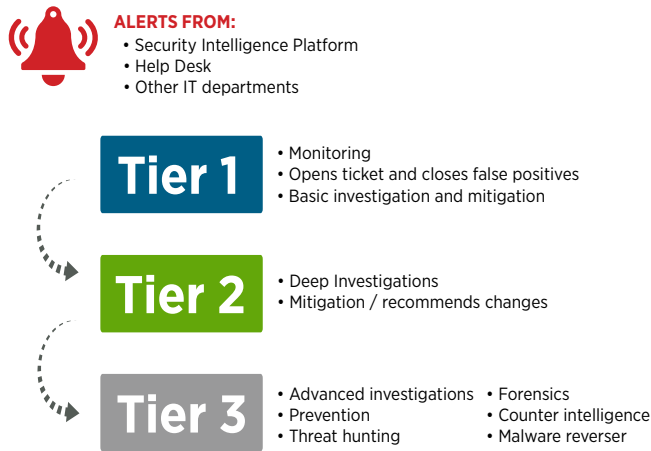 ALERTS FROM:
• Security Intelligence Platform
• Help Desk
• Other IT departments
Tier 1
• Monitoring
• Opens ticket and closes false positives
• Basic investigation and mitigation
Tier 2
• Deep Investigations
• Mitigation / recommends changes
Tier 3
• Advanced investigations
• Prevention
• Threat hunting
• Forensics
• Counter intelligence
• Malware reverser